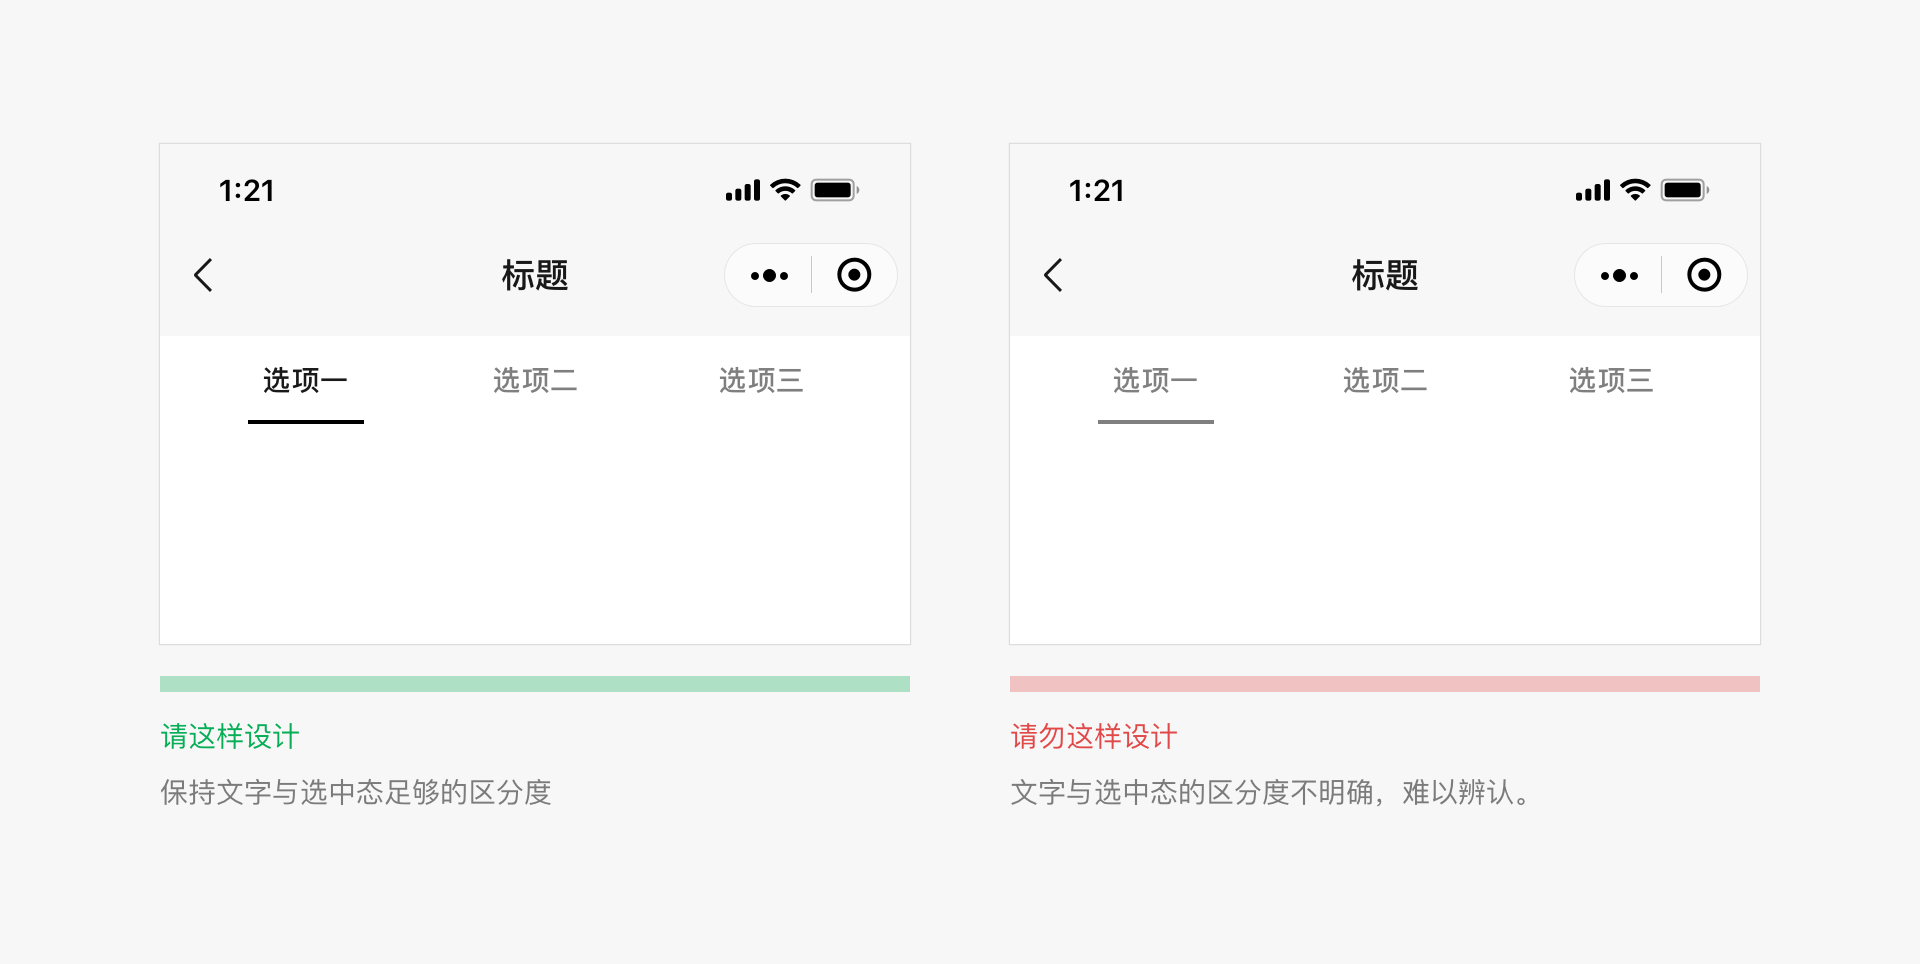 1:21
标题
选项一 选项二 选项三
请这样设计
保持文字与选中态足够的区分度
1:21
标题
选项一 选项二 选项三
请勿这样设计
文字与选中态的区分度不明确，难以辨认。